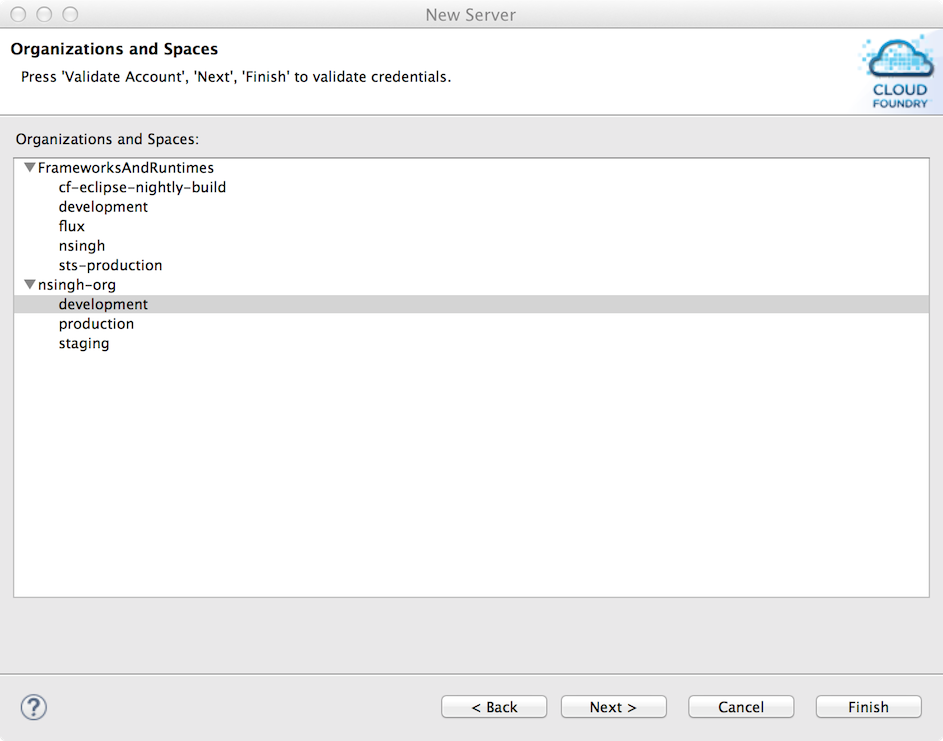 New Server
Organizations and Spaces
Press 'Validate Account', 'Next', 'Finish' to validate credentials.
CLOUD
FOUNDRY
Organizations and Spaces:
FrameworksAndRuntimes
cf-eclipse-nightly-build
development
flux
nsingh
sts-production
nsingh-org
development
production
staging
?
< Back
Next >
Cancel
Finish